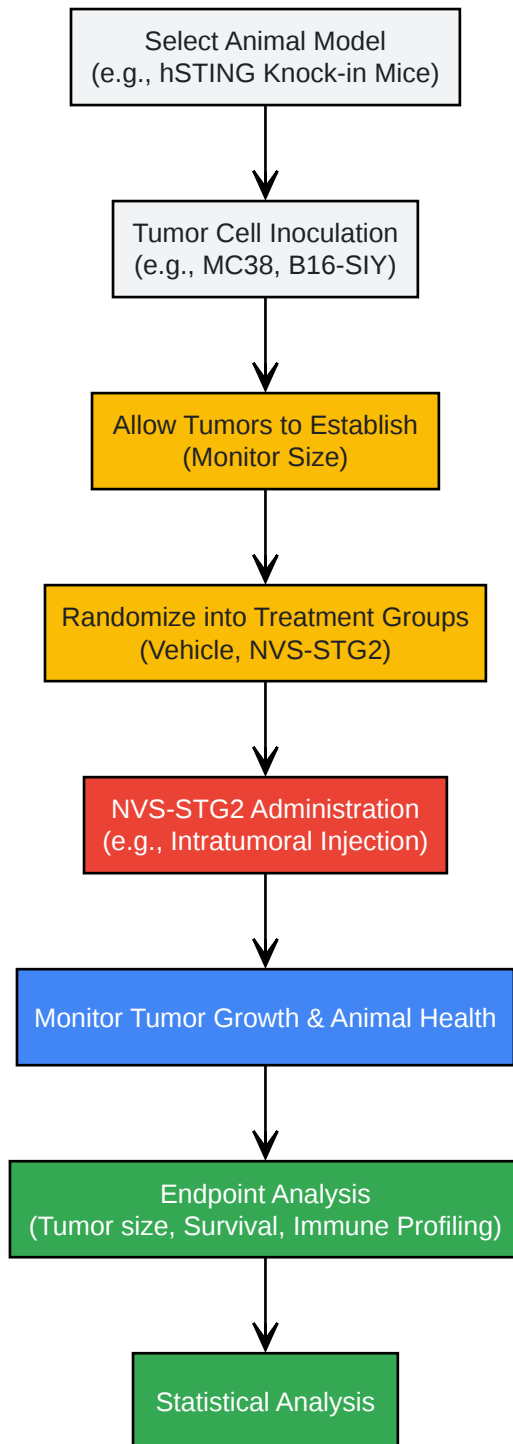 Select Animal Model
(e.g., hSTING Knock-in Mice)
Tumor Cell Inoculation
(e.g., MC38, B16-SIY)
Allow Tumors to Establish
(Monitor Size)
Randomize into Treatment Groups
(Vehicle, NVS-STG2)
NVS-STG2 Administration
(e.g., Intratumoral Injection)
Monitor Tumor Growth & Animal Health
Endpoint Analysis
(Tumor size, Survival, Immune Profiling)
Statistical Analysis